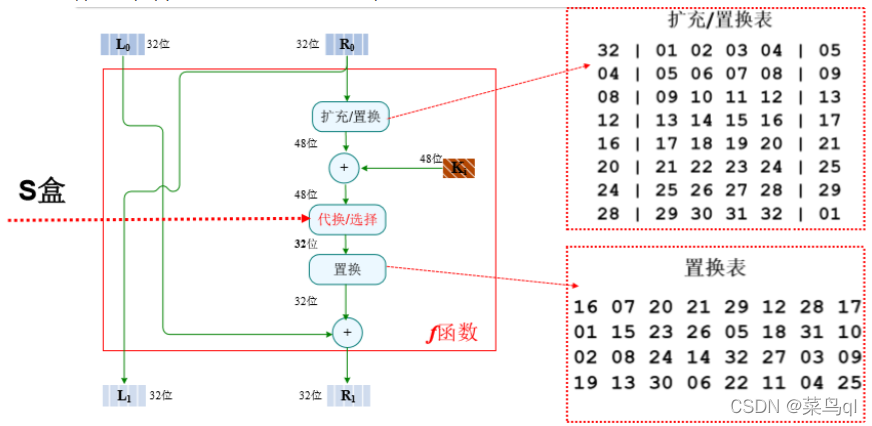 扩充/置换表
L₀ 32位 32位 R₀
32 | 01 02 03 04 | 05
04 | 05 06 07 08 | 09
08 | 09 10 11 12 | 13
12 | 13 14 15 16 | 17
16 | 17 18 19 20 | 21
20 | 21 22 23 24 | 25
24 | 25 26 27 28 | 29
28 | 29 30 31 32 | 01
扩充/置换
48位
+
48位
Kᵢ
48位
S盒
代换/选择
32位
置换
32位
+
f函数
L₁ 32位 32位 R₁
置换表
16 07 20 21 29 12 28 17
01 15 23 26 05 18 31 10
02 08 24 14 32 27 03 09
19 13 30 06 22 11 04 25
CSDN @菜鸟ql